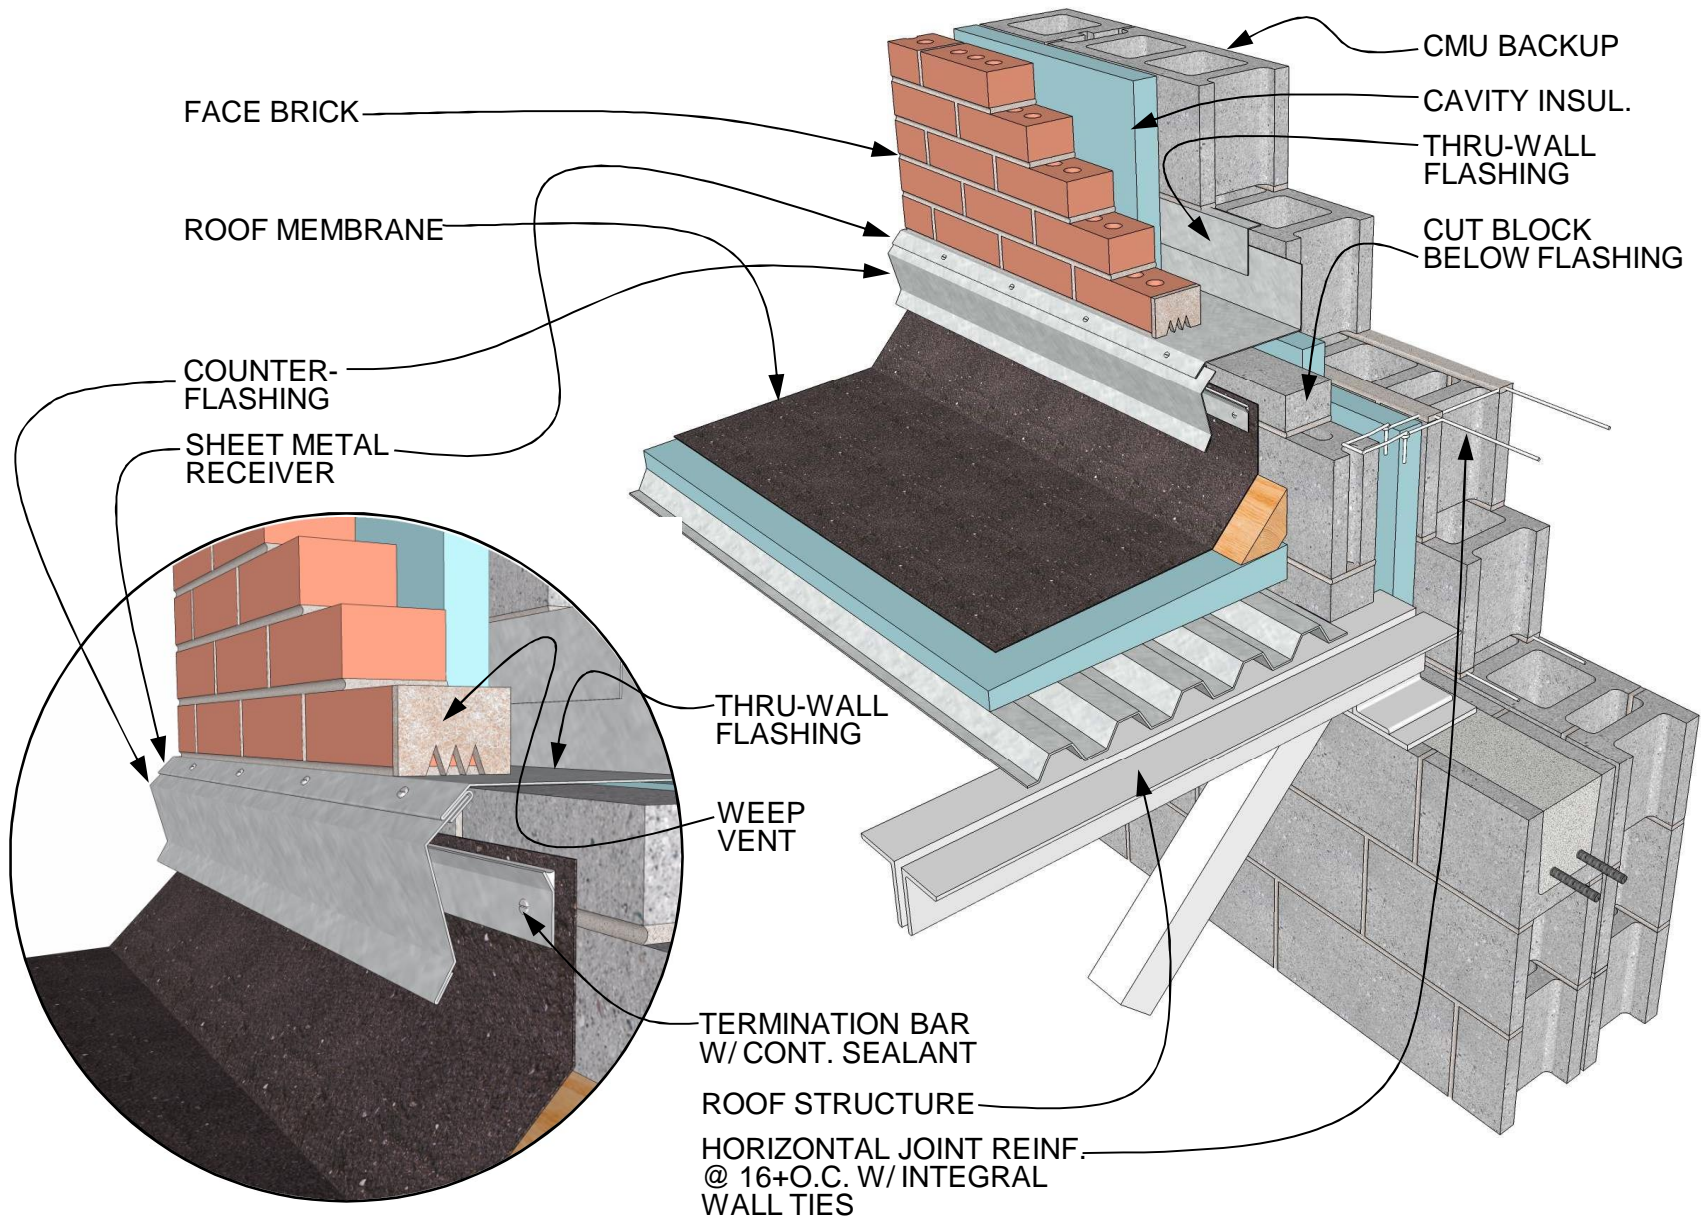 CMU BACKUP
CAVITY INSUL.
THRU-WALL
FLASHING
CUT BLOCK
BELOW FLASHING
FACE BRICK
ROOF MEMBRANE
COUNTER-
FLASHING
SHEET METAL
RECEIVER
THRU-WALL
FLASHING
WEEP
VENT
TERMINATION BAR
W/ CONT. SEALANT
ROOF STRUCTURE
HORIZONTAL JOINT REINF.
@ 16+O.C. W/ INTEGRAL
WALL TIES